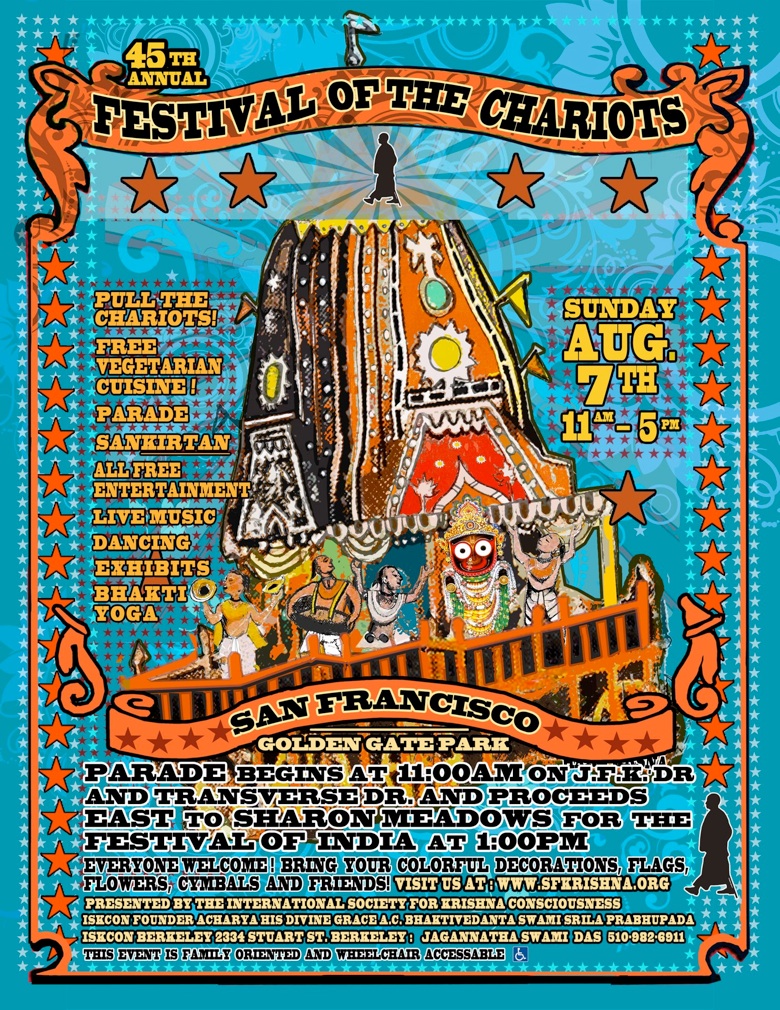 45TH
ANNUAL
FESTIVAL OF THE CHARIOTS
PULL THE
CHARIOTS!
FREE
VEGETARIAN
CUISINE!
PARADE
SANKIRTAN
ALL FREE
ENTERTAINMENT
LIVE MUSIC
DANCING
EXHIBITS
BHAKTI
YOGA
SUNDAY
AUG.
7TH
11AM - 5PM
SAN FRANCISCO
GOLDEN GATE PARK
PARADE BEGINS AT 11:00AM ON J.F.K. DR
AND TRANSVERSE DR. AND PROCEEDS
EAST TO SHARON MEADOWS FOR THE
FESTIVAL OF INDIA AT 1:00PM
EVERYONE WELCOME! BRING YOUR COLORFUL DECORATIONS, FLAGS,
FLOWERS, CYMBALS AND FRIENDS! VISIT US AT: WWW.SFKRISHNA.ORG
PRESENTED BY THE INTERNATIONAL SOCIETY FOR KRISHNA CONSCIOUSNESS
ISKCON FOUNDER ACHARYA HIS DIVINE GRACE A.C. BHAKTIVEDANTA SWAMI SRILA PRABHUPADA
ISKCON BERKELEY 2334 STUART ST. BERKELEY: JAGANNATHA SWAMI DAS 510-982-6911
THIS EVENT IS FAMILY ORIENTED AND WHEELCHAIR ACCESSABLE